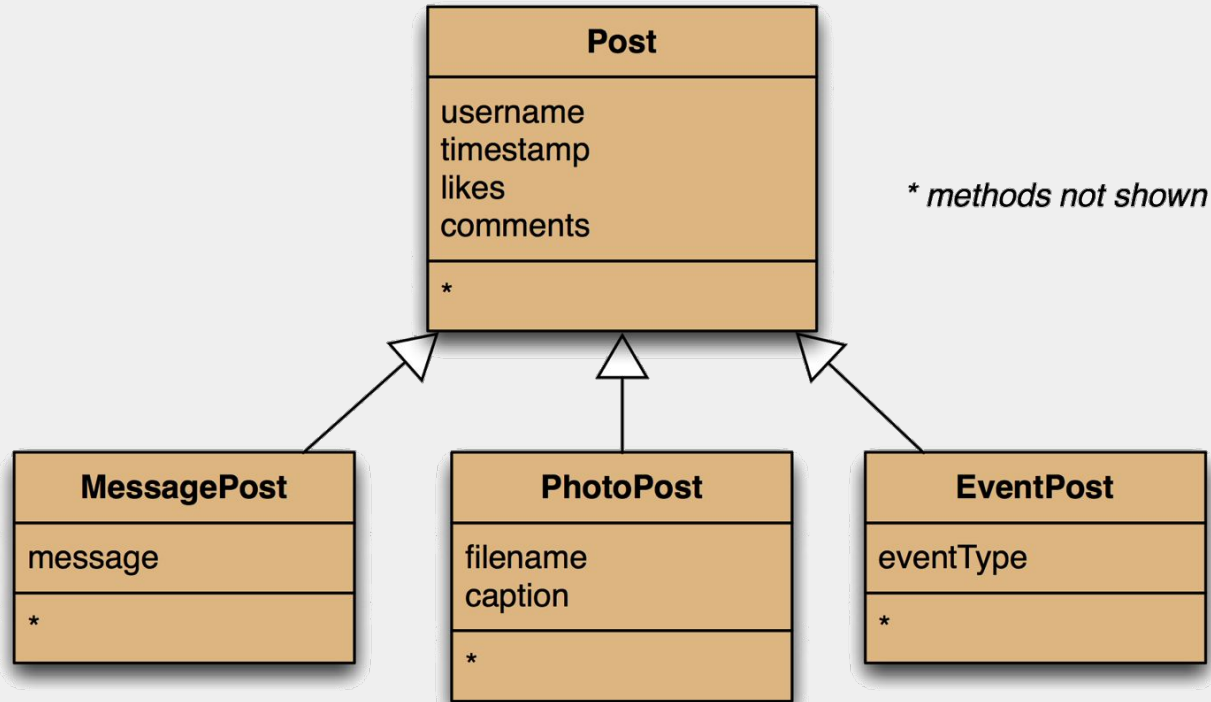 Post
username
timestamp
likes
comments
*
* methods not shown
MessagePost
message
*
PhotoPost
filename
caption
*
EventPost
eventType
*